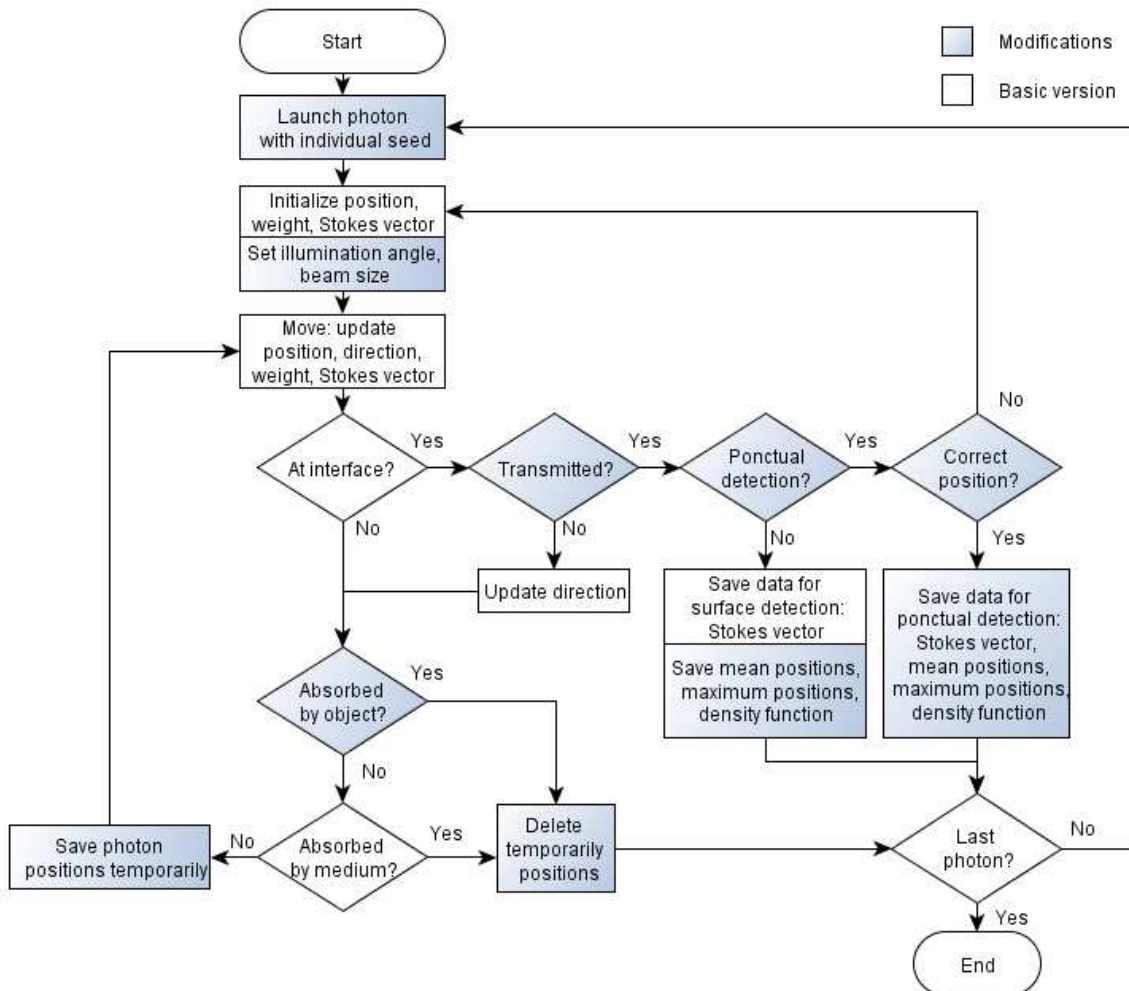 Start
Modifications
Basic version
Launch photon
with individual seed
Initialize position,
weight, Stokes vector
Set illumination angle,
beam size
Move: update
position, direction,
weight, Stokes vector
No
At interface?
Yes
Transmitted?
Yes
Ponctual
detection?
Yes
Correct
position?
No
No
No
Yes
Update direction
Save data for
surface detection:
Stokes vector
Save mean positions,
maximum positions,
density function
Save data for
ponctual detection:
Stokes vector,
mean positions,
maximum positions,
density function
Absorbed
by object?
Yes
No
Save photon
positions temporarily
No
Absorbed
by medium?
Yes
Delete
temporarily
positions
Last
photon?
No
Yes
End